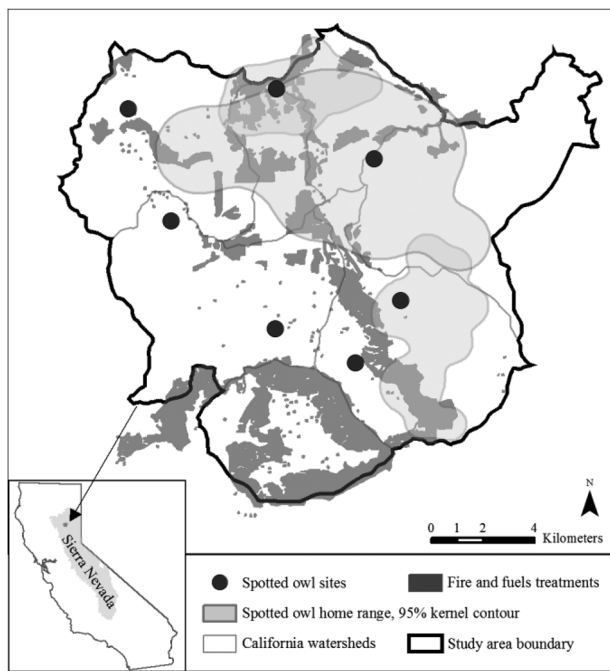 N
0 1 2 4
Kilometers
Sierra Nevada
Spotted owl sites
Fire and fuels treatments
Spotted owl home range, 95% kernel contour
California watersheds
Study area boundary